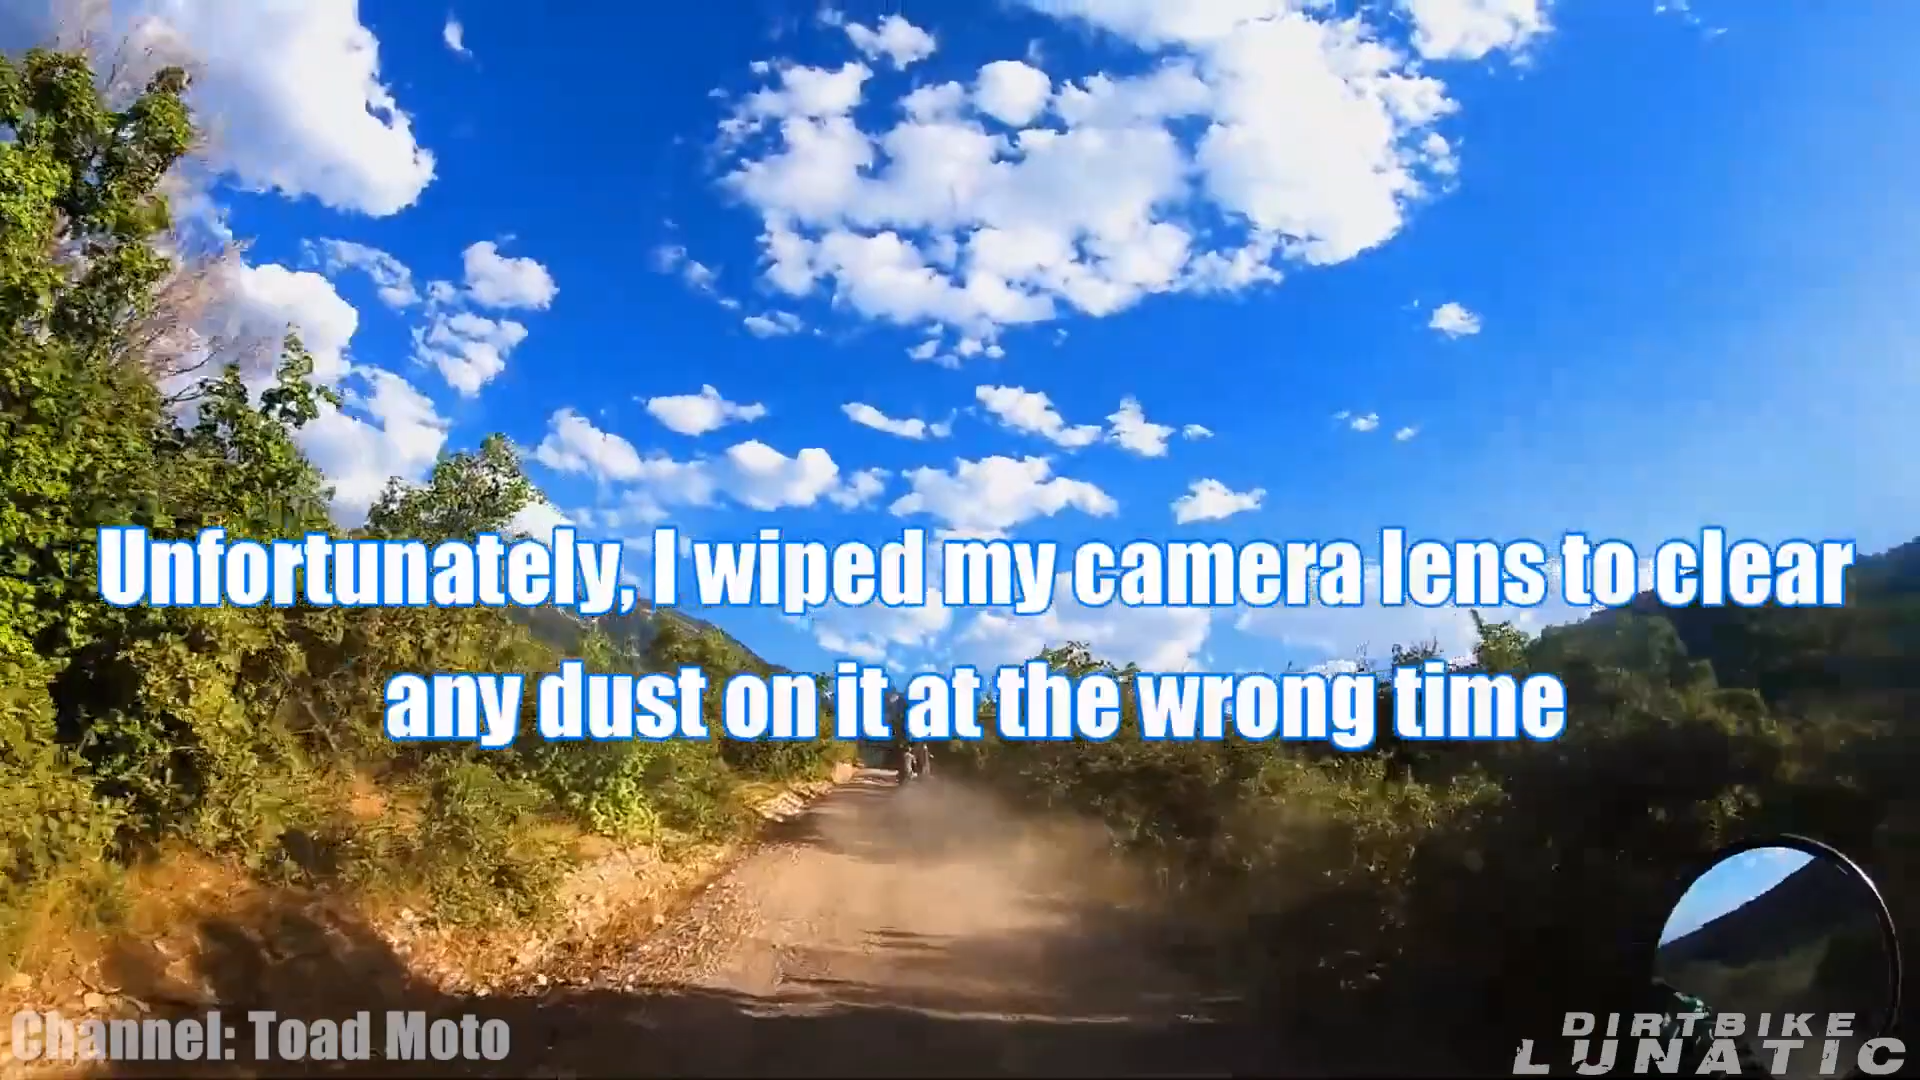 Unfortunately, I wiped my camera lens to clear
any dust on it at the wrong time
Channel: Toad Moto
DIRTBIKE
LUNATIC